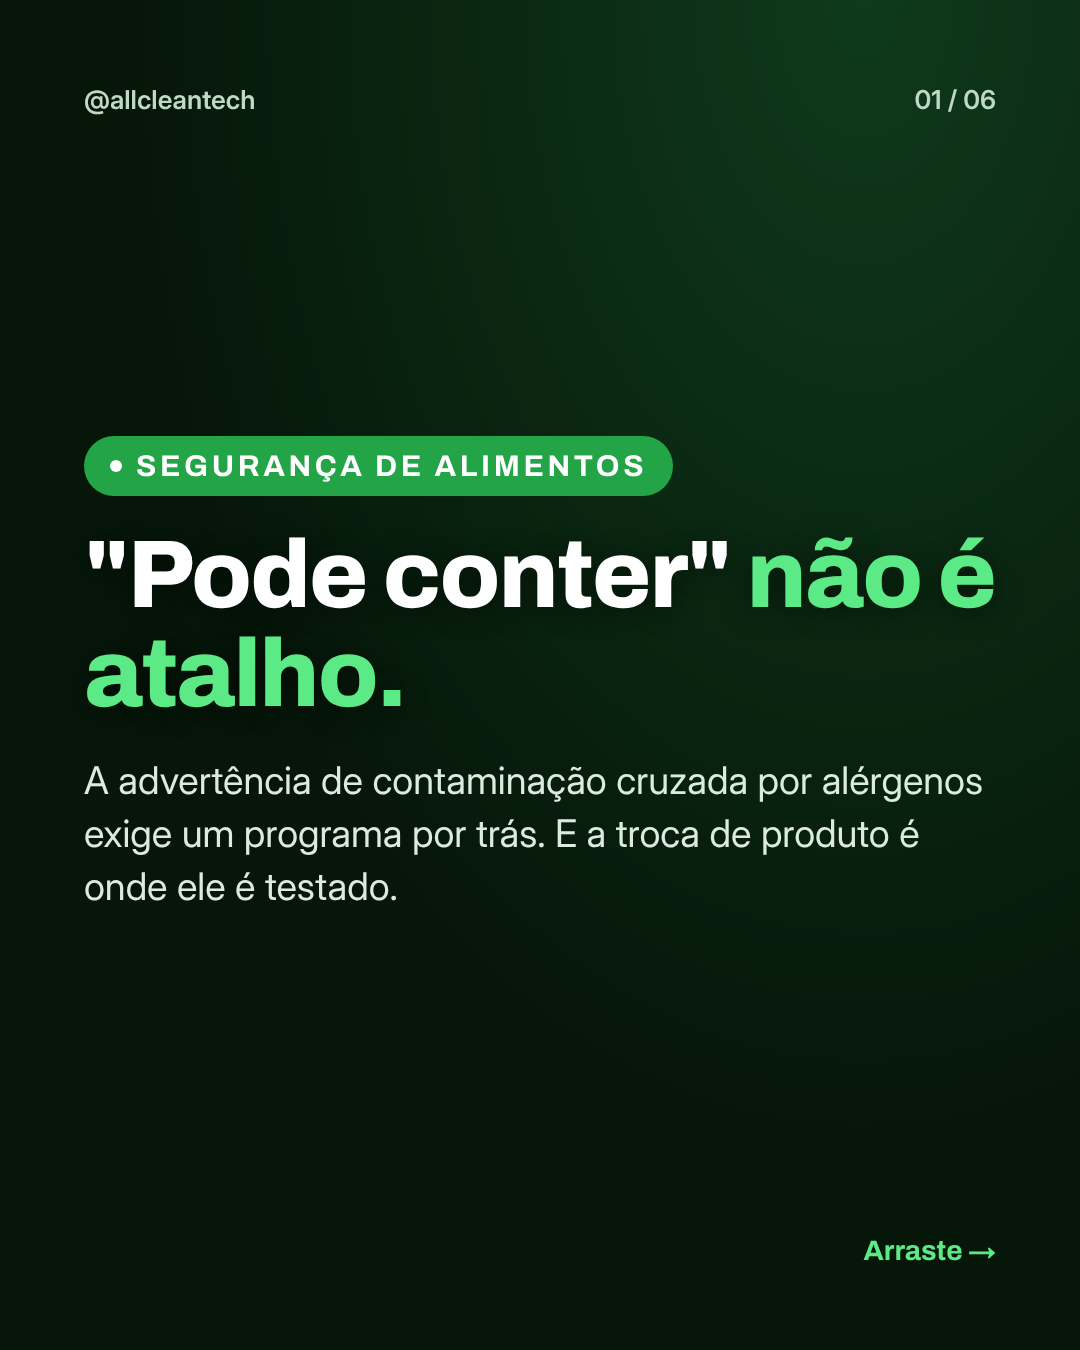 @allcleantech
01 / 06
• SEGURANÇA DE ALIMENTOS
"Pode conter" não é
atalho.
A advertência de contaminação cruzada por alérgenos
exige um programa por trás. E a troca de produto é
onde ele é testado.
Arraste →